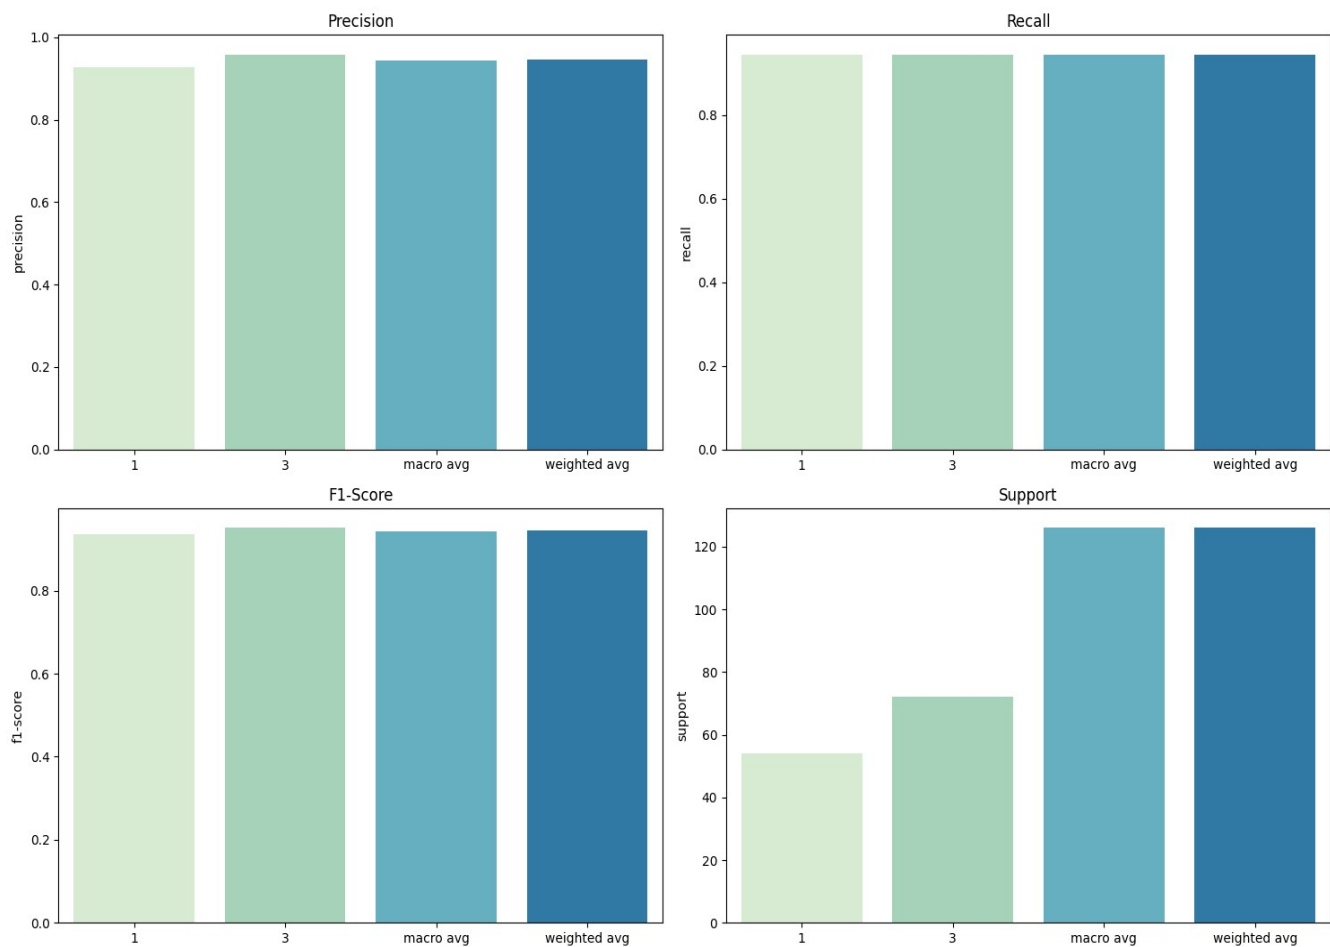 Precision
1.0
0.8
0.6
0.4
0.2
0.0
precision
1 3 macro avg weighted avg
Recall
0.8
0.6
0.4
0.2
0.0
recall
1 3 macro avg weighted avg
F1-Score
0.8
0.6
0.4
0.2
0.0
f1-score
1 3 macro avg weighted avg
Support
120
100
80
60
40
20
0
support
1 3 macro avg weighted avg